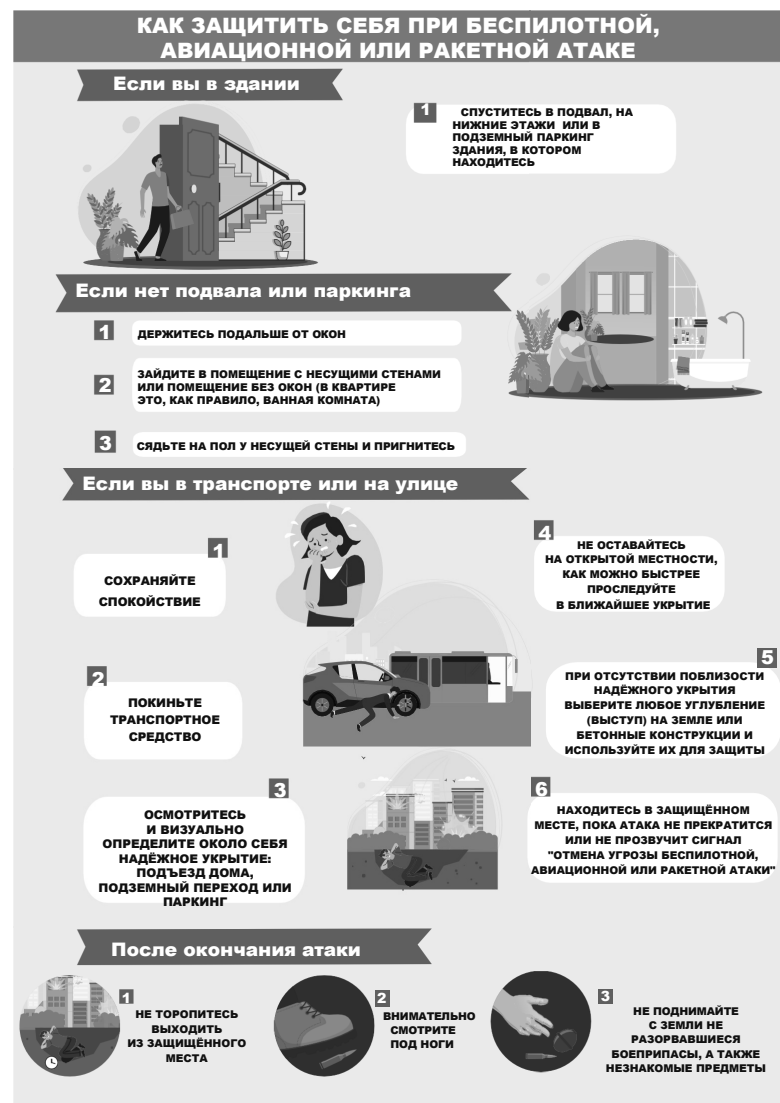 КАК ЗАЩИТИТЬ СЕБЯ ПРИ БЕСПИЛОТНОЙ,
АВИАЦИОННОЙ ИЛИ РАКЕТНОЙ АТАКЕ
Если вы в здании
1
СПУСТИТЕСЬ В ПОДВАЛ, НА
НИЖНИЕ ЭТАЖИ ИЛИ В
ПОДЗЕМНЫЙ ПАРКИНГ
ЗДАНИЯ, В КОТОРОМ
НАХОДИТЕСЬ
Если нет подвала или паркинга
1
ДЕРЖИТЕСЬ ПОДАЛЬШЕ ОТ ОКОН
2
ЗАЙДИТЕ В ПОМЕЩЕНИЕ С НЕСУЩИМИ СТЕНАМИ
ИЛИ ПОМЕЩЕНИЕ БЕЗ ОКОН (В КВАРТИРЕ
ЭТО, КАК ПРАВИЛО, ВАННАЯ КОМНАТА)
3
СЯДЬТЕ НА ПОЛ У НЕСУЩЕЙ СТЕНЫ И ПРИГНИТЕСЬ
Если вы в транспорте или на улице
1
СОХРАНЯЙТЕ
СПОКОЙСТВИЕ
2
ПОКИНЬТЕ
ТРАНСПОРТНОЕ
СРЕДСТВО
3
ОСМОТРИТЕСЬ
И ВИЗУАЛЬНО
ОПРЕДЕЛИТЕ ОКОЛО СЕБЯ
НАДЁЖНОЕ УКРЫТИЕ:
ПОДЪЕЗД ДОМА,
ПОДЗЕМНЫЙ ПЕРЕХОД ИЛИ
ПАРКИНГ
4
НЕ ОСТАВАЙТЕСЬ
НА ОТКРЫТОЙ МЕСТНОСТИ,
КАК МОЖНО БЫСТРЕЕ
ПРОСЛЕДУЙТЕ
В БЛИЖАЙШЕЕ УКРЫТИЕ
5
ПРИ ОТСУТСТВИИ ПОБЛИЗОСТИ
НАДЁЖНОГО УКРЫТИЯ
ВЫБЕРИТЕ ЛЮБОЕ УГЛУБЛЕНИЕ
(ВЫСТУП) НА ЗЕМЛЕ ИЛИ
БЕТОННЫЕ КОНСТРУКЦИИ И
ИСПОЛЬЗУЙТЕ ИХ ДЛЯ ЗАЩИТЫ
6
НАХОДИТЕСЬ В ЗАЩИЩЁННОМ
МЕСТЕ, ПОКА АТАКА НЕ ПРЕКРАТИТСЯ
ИЛИ НЕ ПРОЗВУЧИТ СИГНАЛ
"ОТМЕНА УГРОЗЫ БЕСПИЛОТНОЙ,
АВИАЦИОННОЙ ИЛИ РАКЕТНОЙ АТАКИ"
После окончания атаки
1
НЕ ТОРОПИТЕСЬ
ВЫХОДИТЬ
ИЗ ЗАЩИЩЁННОГО
МЕСТА
2
ВНИМАТЕЛЬНО
СМОТРИТЕ
ПОД НОГИ
3
НЕ ПОДНИМАЙТЕ
С ЗЕМЛИ НЕ
РАЗОРВАВШИЕСЯ
БОЕПРИПАСЫ, А ТАКЖЕ
НЕЗНАКОМЫЕ ПРЕДМЕТЫ